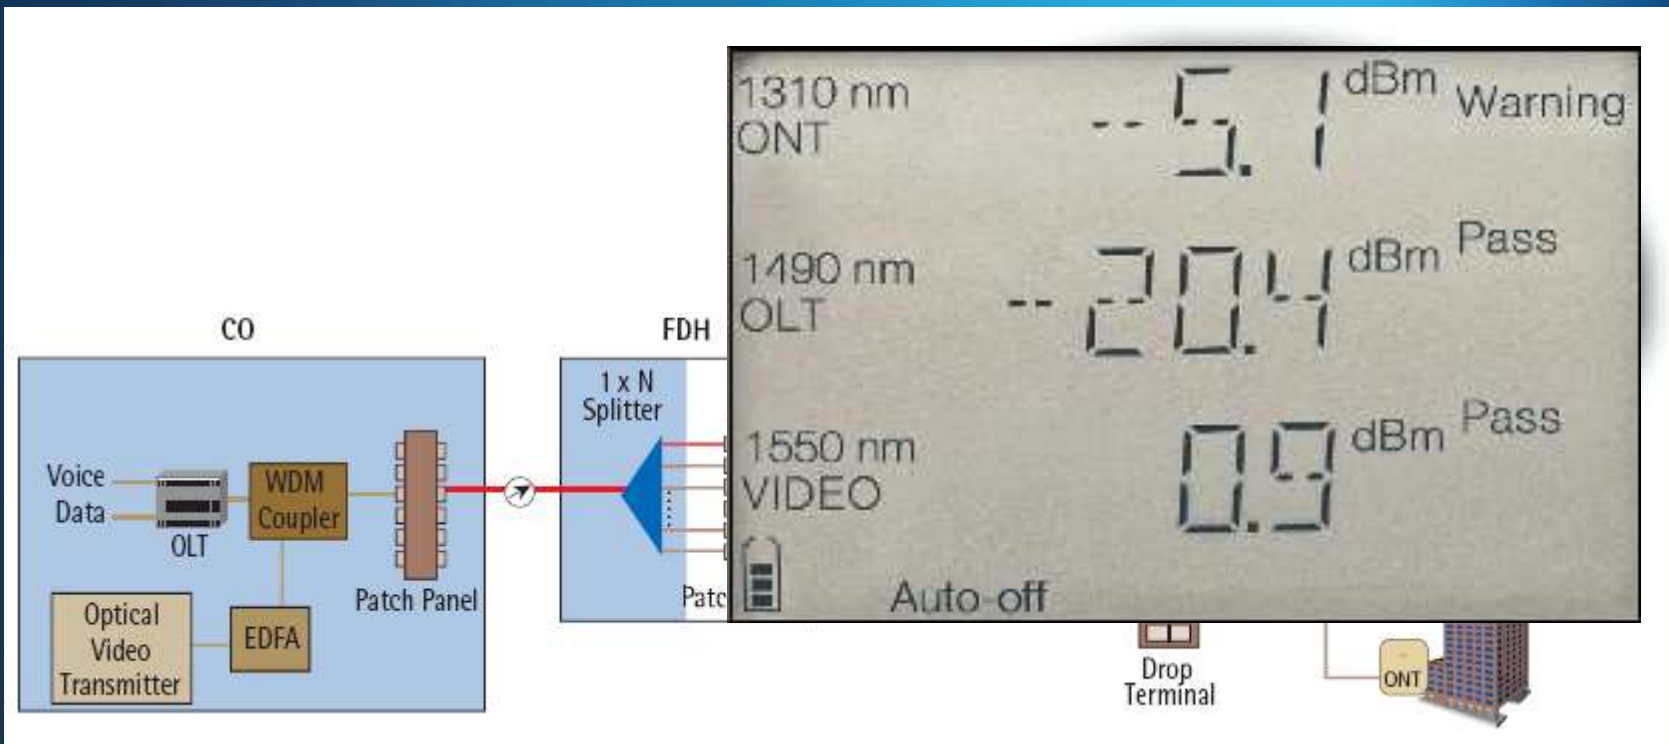 CO
Voice
Data
OLT
WDM
Coupler
Patch Panel
Optical
Video
Transmitter
EDFA
FDH
1 x N
Splitter
1310 nm
ONT
-5.1 dBm Warning
1490 nm
OLT
-20.4 dBm Pass
1550 nm
VIDEO
0.9 dBm Pass
Auto-off
Drop
Terminal
ONT